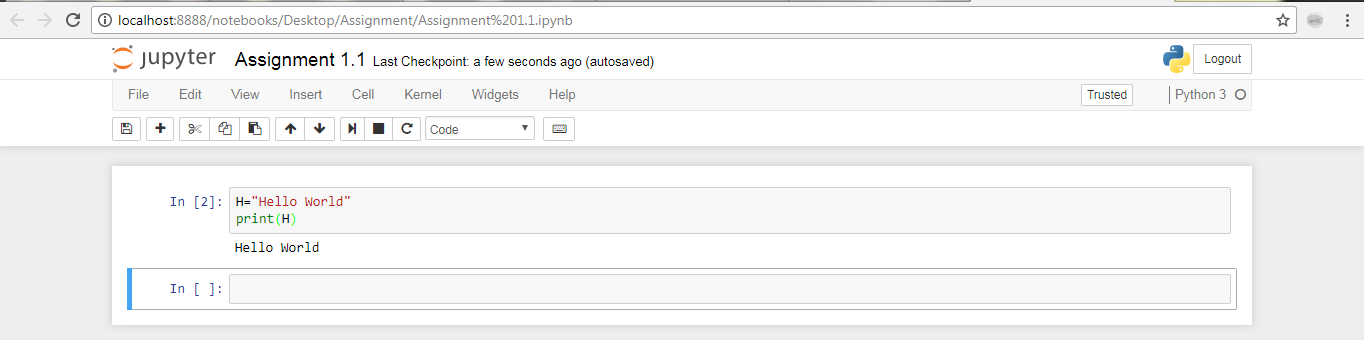 localhost:8888/notebooks/Desktop/Assignment/Assignment%201.1.ipynb
jupyter Assignment 1.1 Last Checkpoint: a few seconds ago (autosaved) Logout
File Edit View Insert Cell Kernel Widgets Help Trusted Python 3
Code
In [2]: H="Hello World"
print(H)
Hello World
In [ ]: